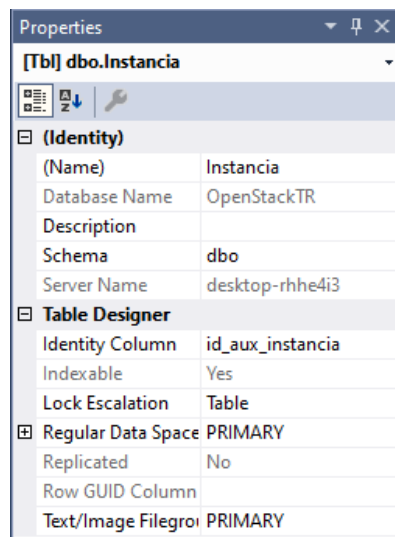 Properties
[Tbl] dbo.Instancia
(Identity)
(Name) Instancia
Database Name OpenStackTR
Description
Schema dbo
Server Name desktop-rhhe4i3
Table Designer
Identity Column id_aux_instancia
Indexable Yes
Lock Escalation Table
Regular Data Space PRIMARY
Replicated No
Row GUID Column
Text/Image Filegro PRIMARY